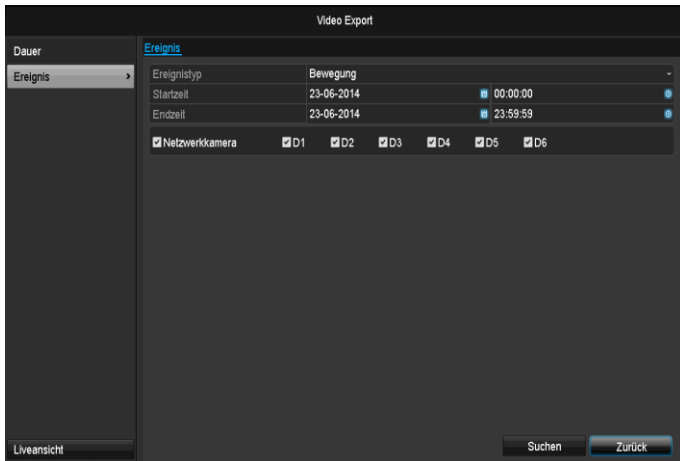 Video Export
Dauer
Ereignis
Liveansicht
Ereignis
Ereignistyp Bewegung
Startzeit 23-06-2014 00:00:00
Endzeit 23-06-2014 23:59:59
Netzwerkkamera D1 D2 D3 D4 D5 D6
Suchen Zurück